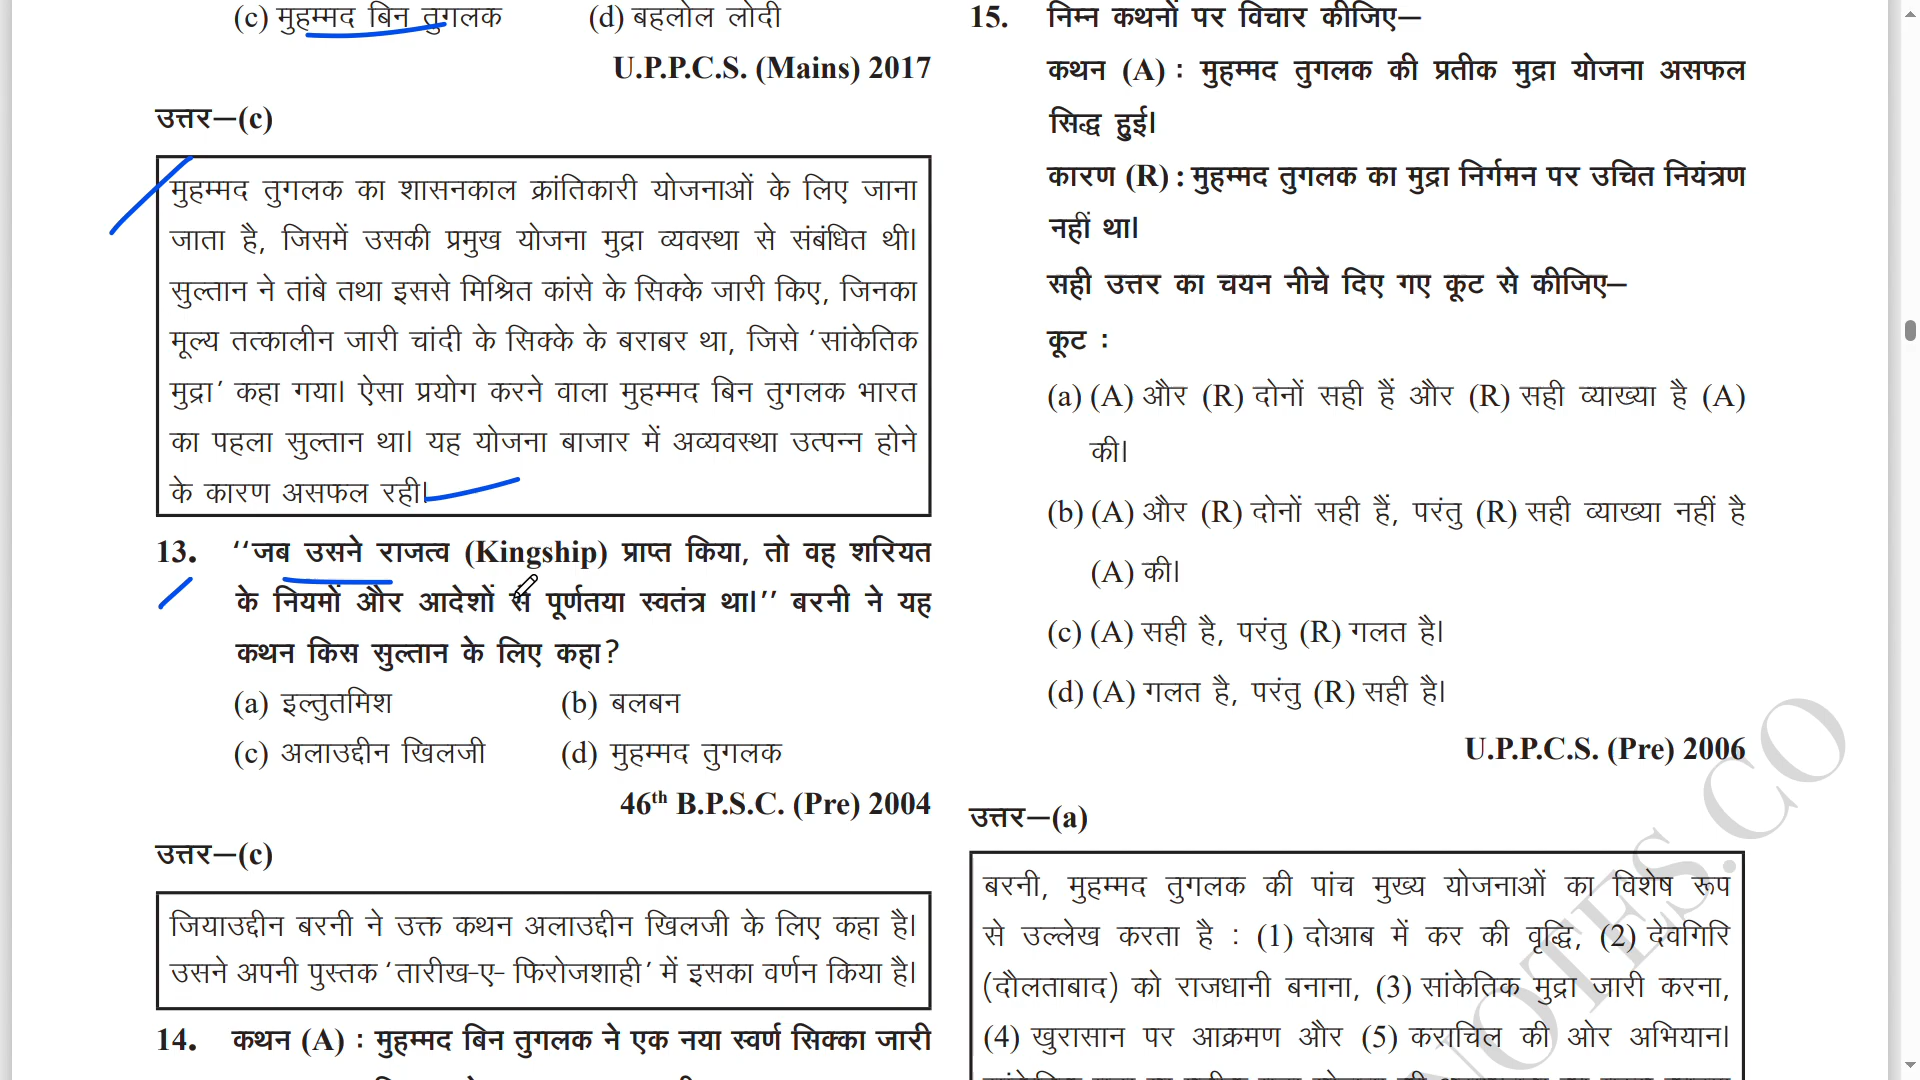 (c) मुहम्मद बिन तुगलक (d) बहलोल लोदी
U.P.P.C.S. (Mains) 2017
उत्तर—(c)
मुहम्मद तुगलक का शासनकाल क्रांतिकारी योजनाओं के लिए जाना
जाता है, जिसमें उसकी प्रमुख योजना मुद्रा व्यवस्था से संबंधित थी।
सुल्तान ने तांबे तथा इससे मिश्रित कांसे के सिक्के जारी किए, जिनका
मूल्य तत्कालीन जारी चांदी के सिक्के के बराबर था, जिसे ‘सांकेतिक
मुद्रा’ कहा गया। ऐसा प्रयोग करने वाला मुहम्मद बिन तुगलक भारत
का पहला सुल्तान था। यह योजना बाजार में अव्यवस्था उत्पन्न होने
के कारण असफल रही।
13. ‘‘जब उसने राजत्व (Kingship) प्राप्त किया, तो वह शरियत
के नियमों और आदेशों से पूर्णतया स्वतंत्र था।’’ बरनी ने यह
कथन किस सुल्तान के लिए कहा?
(a) इल्तुतमिश (b) बलबन
(c) अलाउद्दीन खिलजी (d) मुहम्मद तुगलक
46th B.P.S.C. (Pre) 2004
उत्तर—(c)
जियाउद्दीन बरनी ने उक्त कथन अलाउद्दीन खिलजी के लिए कहा है।
उसने अपनी पुस्तक ‘तारीख-ए- फिरोजशाही’ में इसका वर्णन किया है।
14. कथन (A) : मुहम्मद बिन तुगलक ने एक नया स्वर्ण सिक्का जारी
15. निम्न कथनों पर विचार कीजिए—
कथन (A) : मुहम्मद तुगलक की प्रतीक मुद्रा योजना असफल
सिद्ध हुई।
कारण (R) : मुहम्मद तुगलक का मुद्रा निर्गमन पर उचित नियंत्रण
नहीं था।
सही उत्तर का चयन नीचे दिए गए कूट से कीजिए—
कूट :
(a) (A) और (R) दोनों सही हैं और (R) सही व्याख्या है (A)
की।
(b) (A) और (R) दोनों सही हैं, परंतु (R) सही व्याख्या नहीं है
(A) की।
(c) (A) सही है, परंतु (R) गलत है।
(d) (A) गलत है, परंतु (R) सही है।
U.P.P.C.S. (Pre) 2006
उत्तर—(a)
बरनी, मुहम्मद तुगलक की पांच मुख्य योजनाओं का विशेष रूप
से उल्लेख करता है : (1) दोआब में कर की वृद्धि, (2) देवगिरि
(दौलताबाद) को राजधानी बनाना, (3) सांकेतिक मुद्रा जारी करना,
(4) खुरासान पर आक्रमण और (5) कराचिल की ओर अभियान।
NOTES.CO